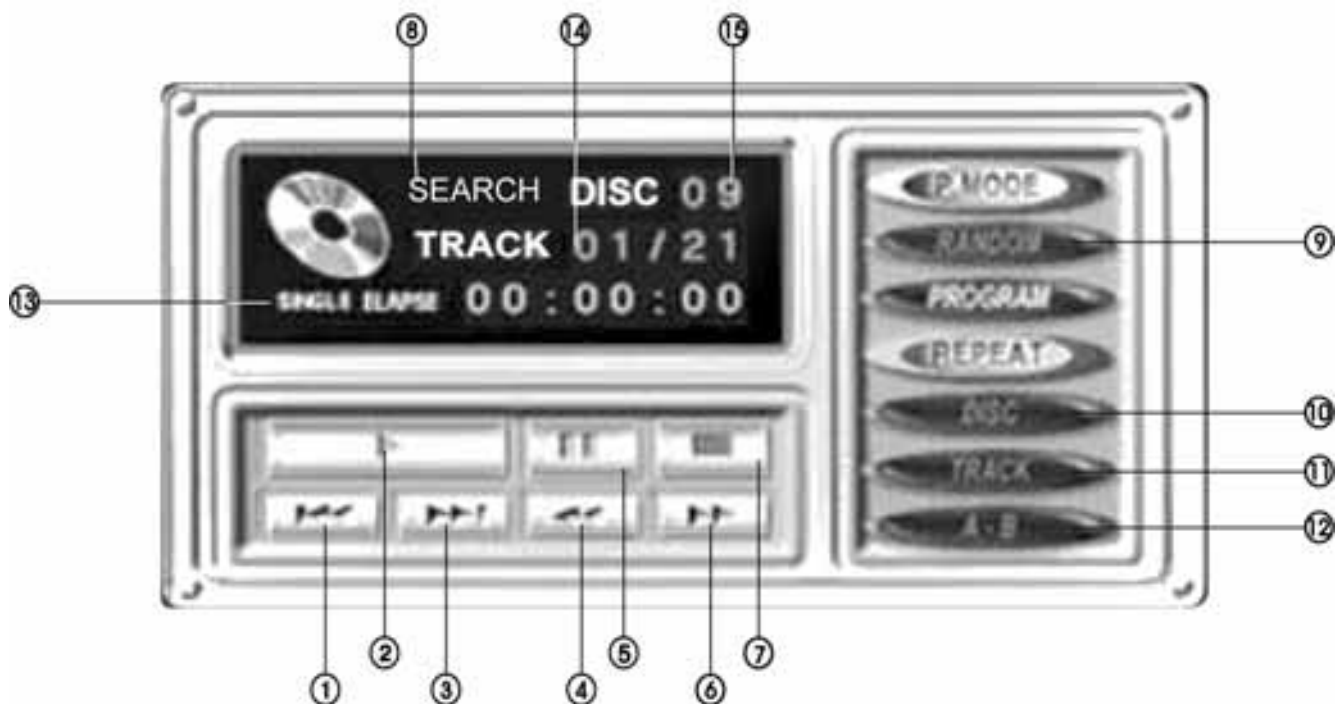 ⑧ ⑭ ⑮
SEARCH DISC 09
TRACK 01/21
SINGLE ELAPSE 00:00:00
⑬
P.MODE
RANDOM
PROGRAM
REPEAT
DISC
TRACK
A-B
⑨
⑩
⑪
⑫
② ⑤ ⑦
① ③ ④ ⑥